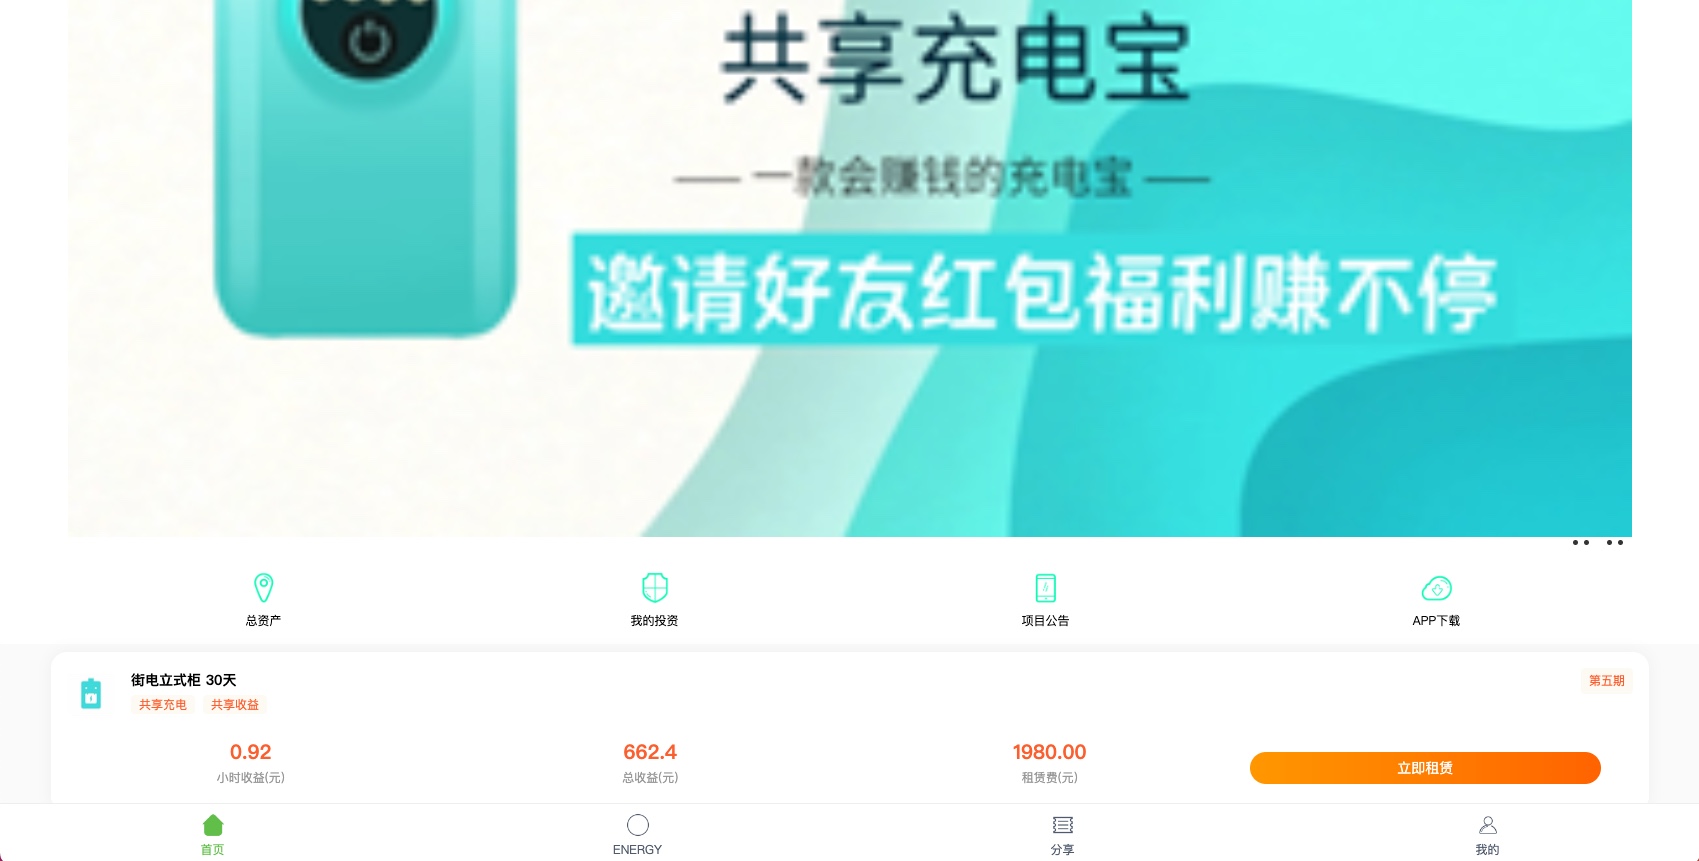 共享充电宝
一款会赚钱的充电宝
邀请好友红包福利赚不停
总资产
我的投资
项目公告
APP下载
街电立式柜 30天
第五期
共享充电
共享收益
0.92
662.4
1980.00
小时收益(元)
总收益(元)
租赁费(元)
立即租赁
首页
ENERGY
分享
我的